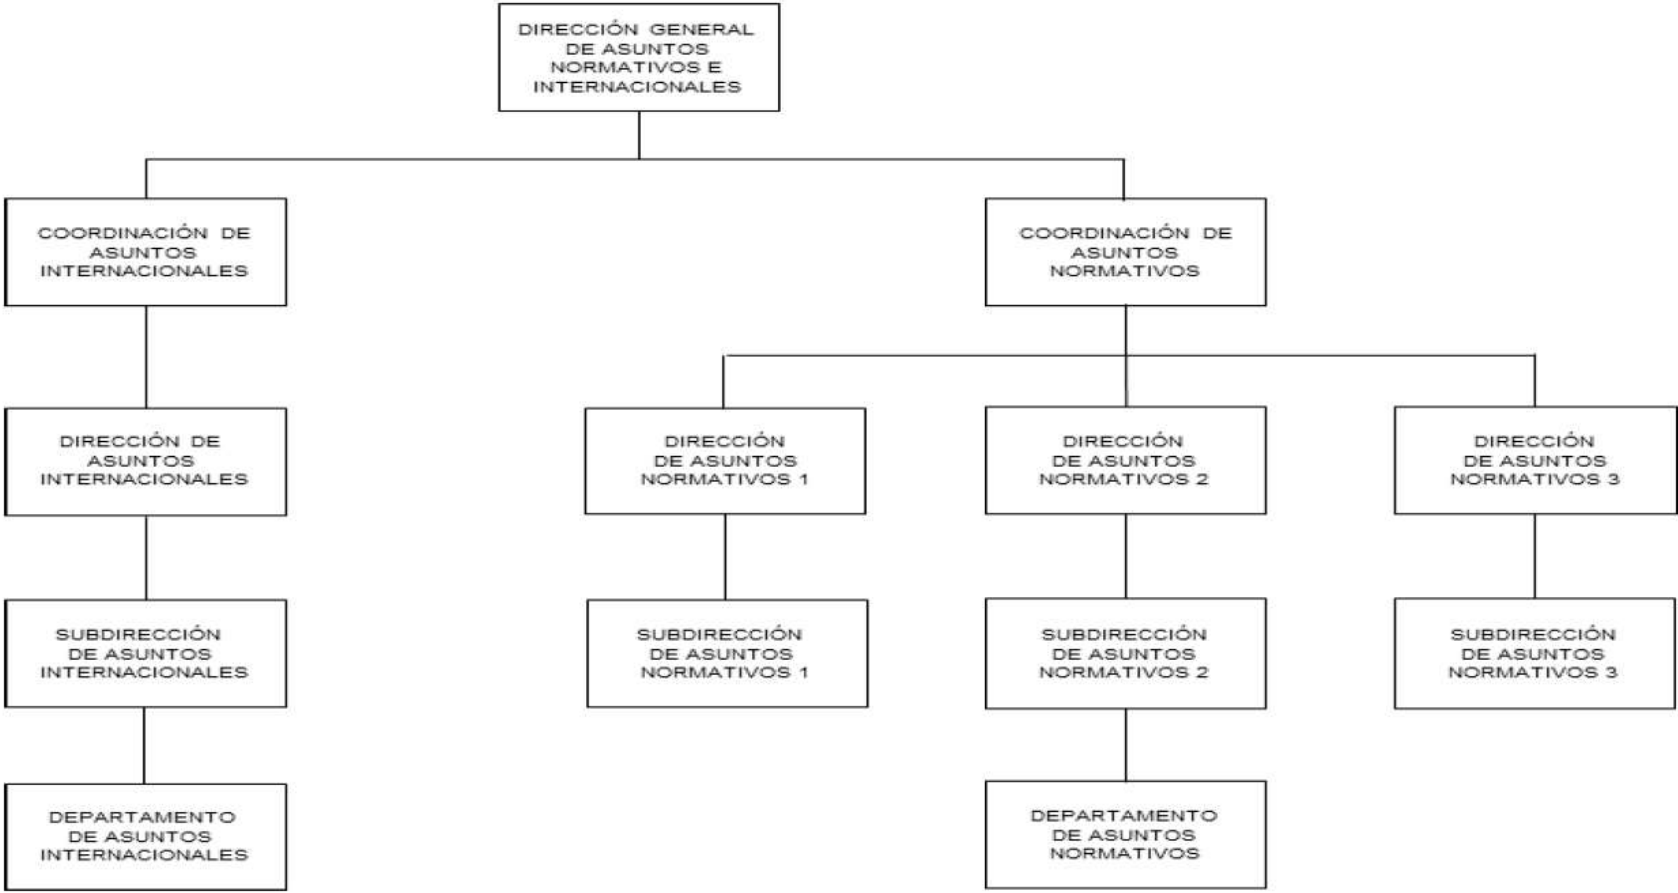 DIRECCIÓN GENERAL
DE ASUNTOS
NORMATIVOS E
INTERNACIONALES
COORDINACIÓN DE
ASUNTOS
INTERNACIONALES
COORDINACIÓN DE
ASUNTOS
NORMATIVOS
DIRECCIÓN DE
ASUNTOS
INTERNACIONALES
DIRECCIÓN
DE ASUNTOS
NORMATIVOS 1
DIRECCIÓN
DE ASUNTOS
NORMATIVOS 2
DIRECCIÓN
DE ASUNTOS
NORMATIVOS 3
SUBDIRECCIÓN
DE ASUNTOS
INTERNACIONALES
SUBDIRECCIÓN
DE ASUNTOS
NORMATIVOS 1
SUBDIRECCIÓN
DE ASUNTOS
NORMATIVOS 2
SUBDIRECCIÓN
DE ASUNTOS
NORMATIVOS 3
DEPARTAMENTO
DE ASUNTOS
INTERNACIONALES
DEPARTAMENTO
DE ASUNTOS
NORMATIVOS